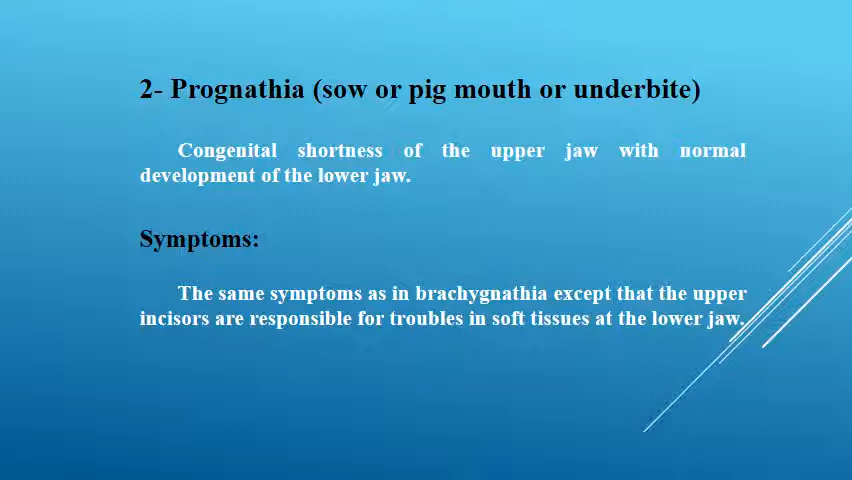 2- Prognathia (sow or pig mouth or underbite)
Congenital shortness of the upper jaw with normal
development of the lower jaw.
Symptoms:
The same symptoms as in brachygnathia except that the upper
incisors are responsible for troubles in soft tissues at the lower jaw.